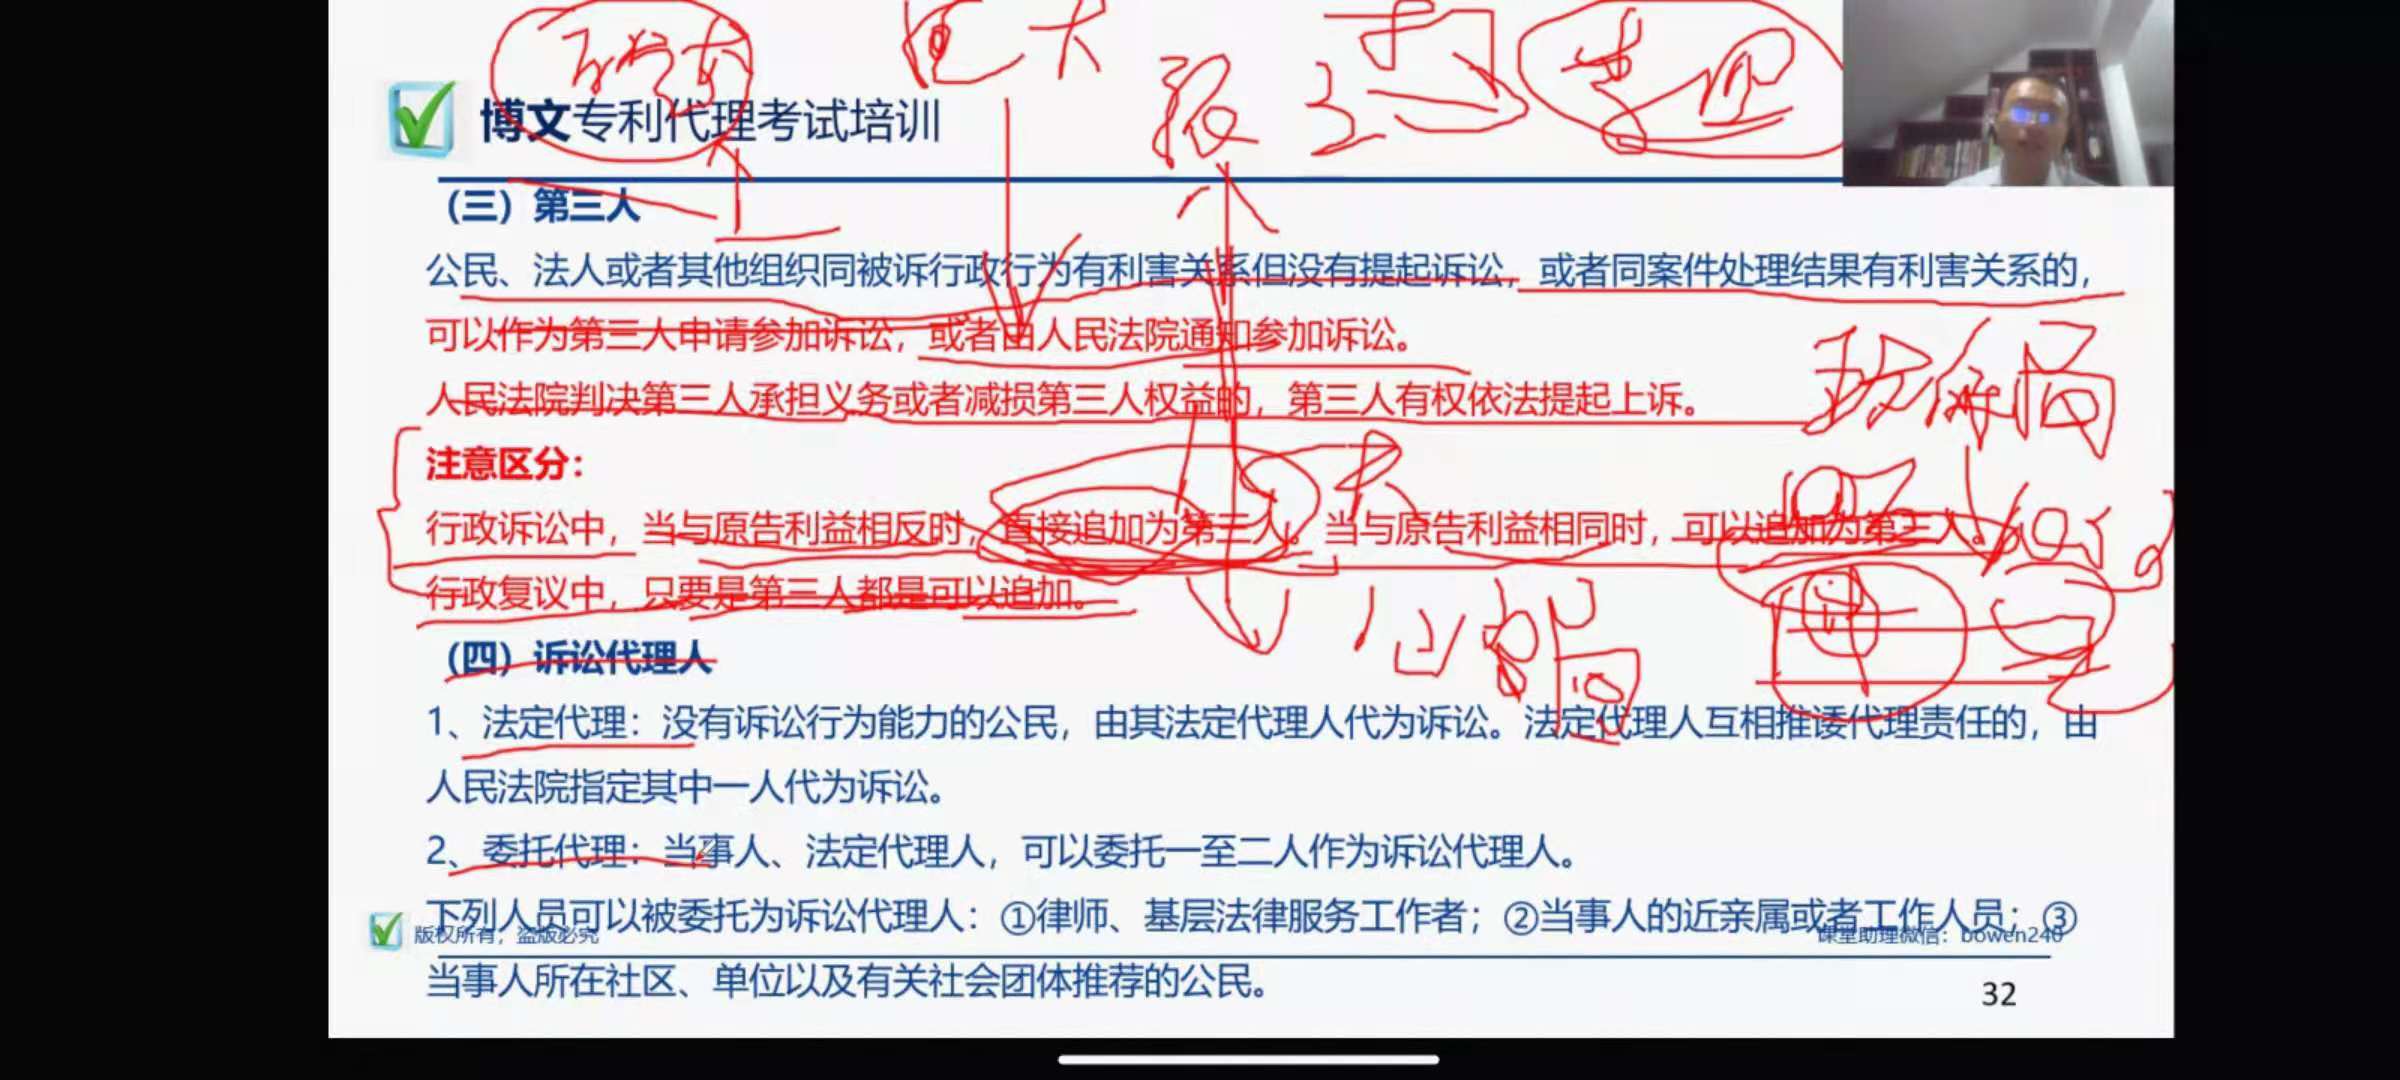 博文专利代理考试培训
（三）第三人
公民、法人或者其他组织同被诉行政行为有利害关系但没有提起诉讼，或者同案件处理结果有利害关系的，
可以作为第三人申请参加诉讼，或者由人民法院通知参加诉讼。
人民法院判决第三人承担义务或者减损第三人权益的，第三人有权依法提起上诉。
注意区分：
行政诉讼中，当与原告利益相反时，直接追加为第三人。当与原告利益相同时，可以追加为第三人。
行政复议中，只要是第三人都是可以追加。
（四）诉讼代理人
1、法定代理：没有诉讼行为能力的公民，由其法定代理人代为诉讼。法定代理人互相推诿代理责任的，由
人民法院指定其中一人代为诉讼。
2、委托代理：当事人、法定代理人，可以委托一至二人作为诉讼代理人。
下列人员可以被委托为诉讼代理人：①律师、基层法律服务工作者；②当事人的近亲属或者工作人员；③
版权所有，盗版必究
课堂助理微信：bowen240
当事人所在社区、单位以及有关社会团体推荐的公民。
32